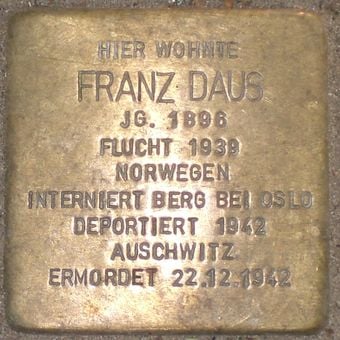 HIER WOHNTE
FRANZ DAUS
JG. 1896
FLUCHT 1939
NORWEGEN
INTERNIERT BERG BEI OSLO
DEPORTIERT 1942
AUSCHWITZ
ERMORDET 22.12.1942